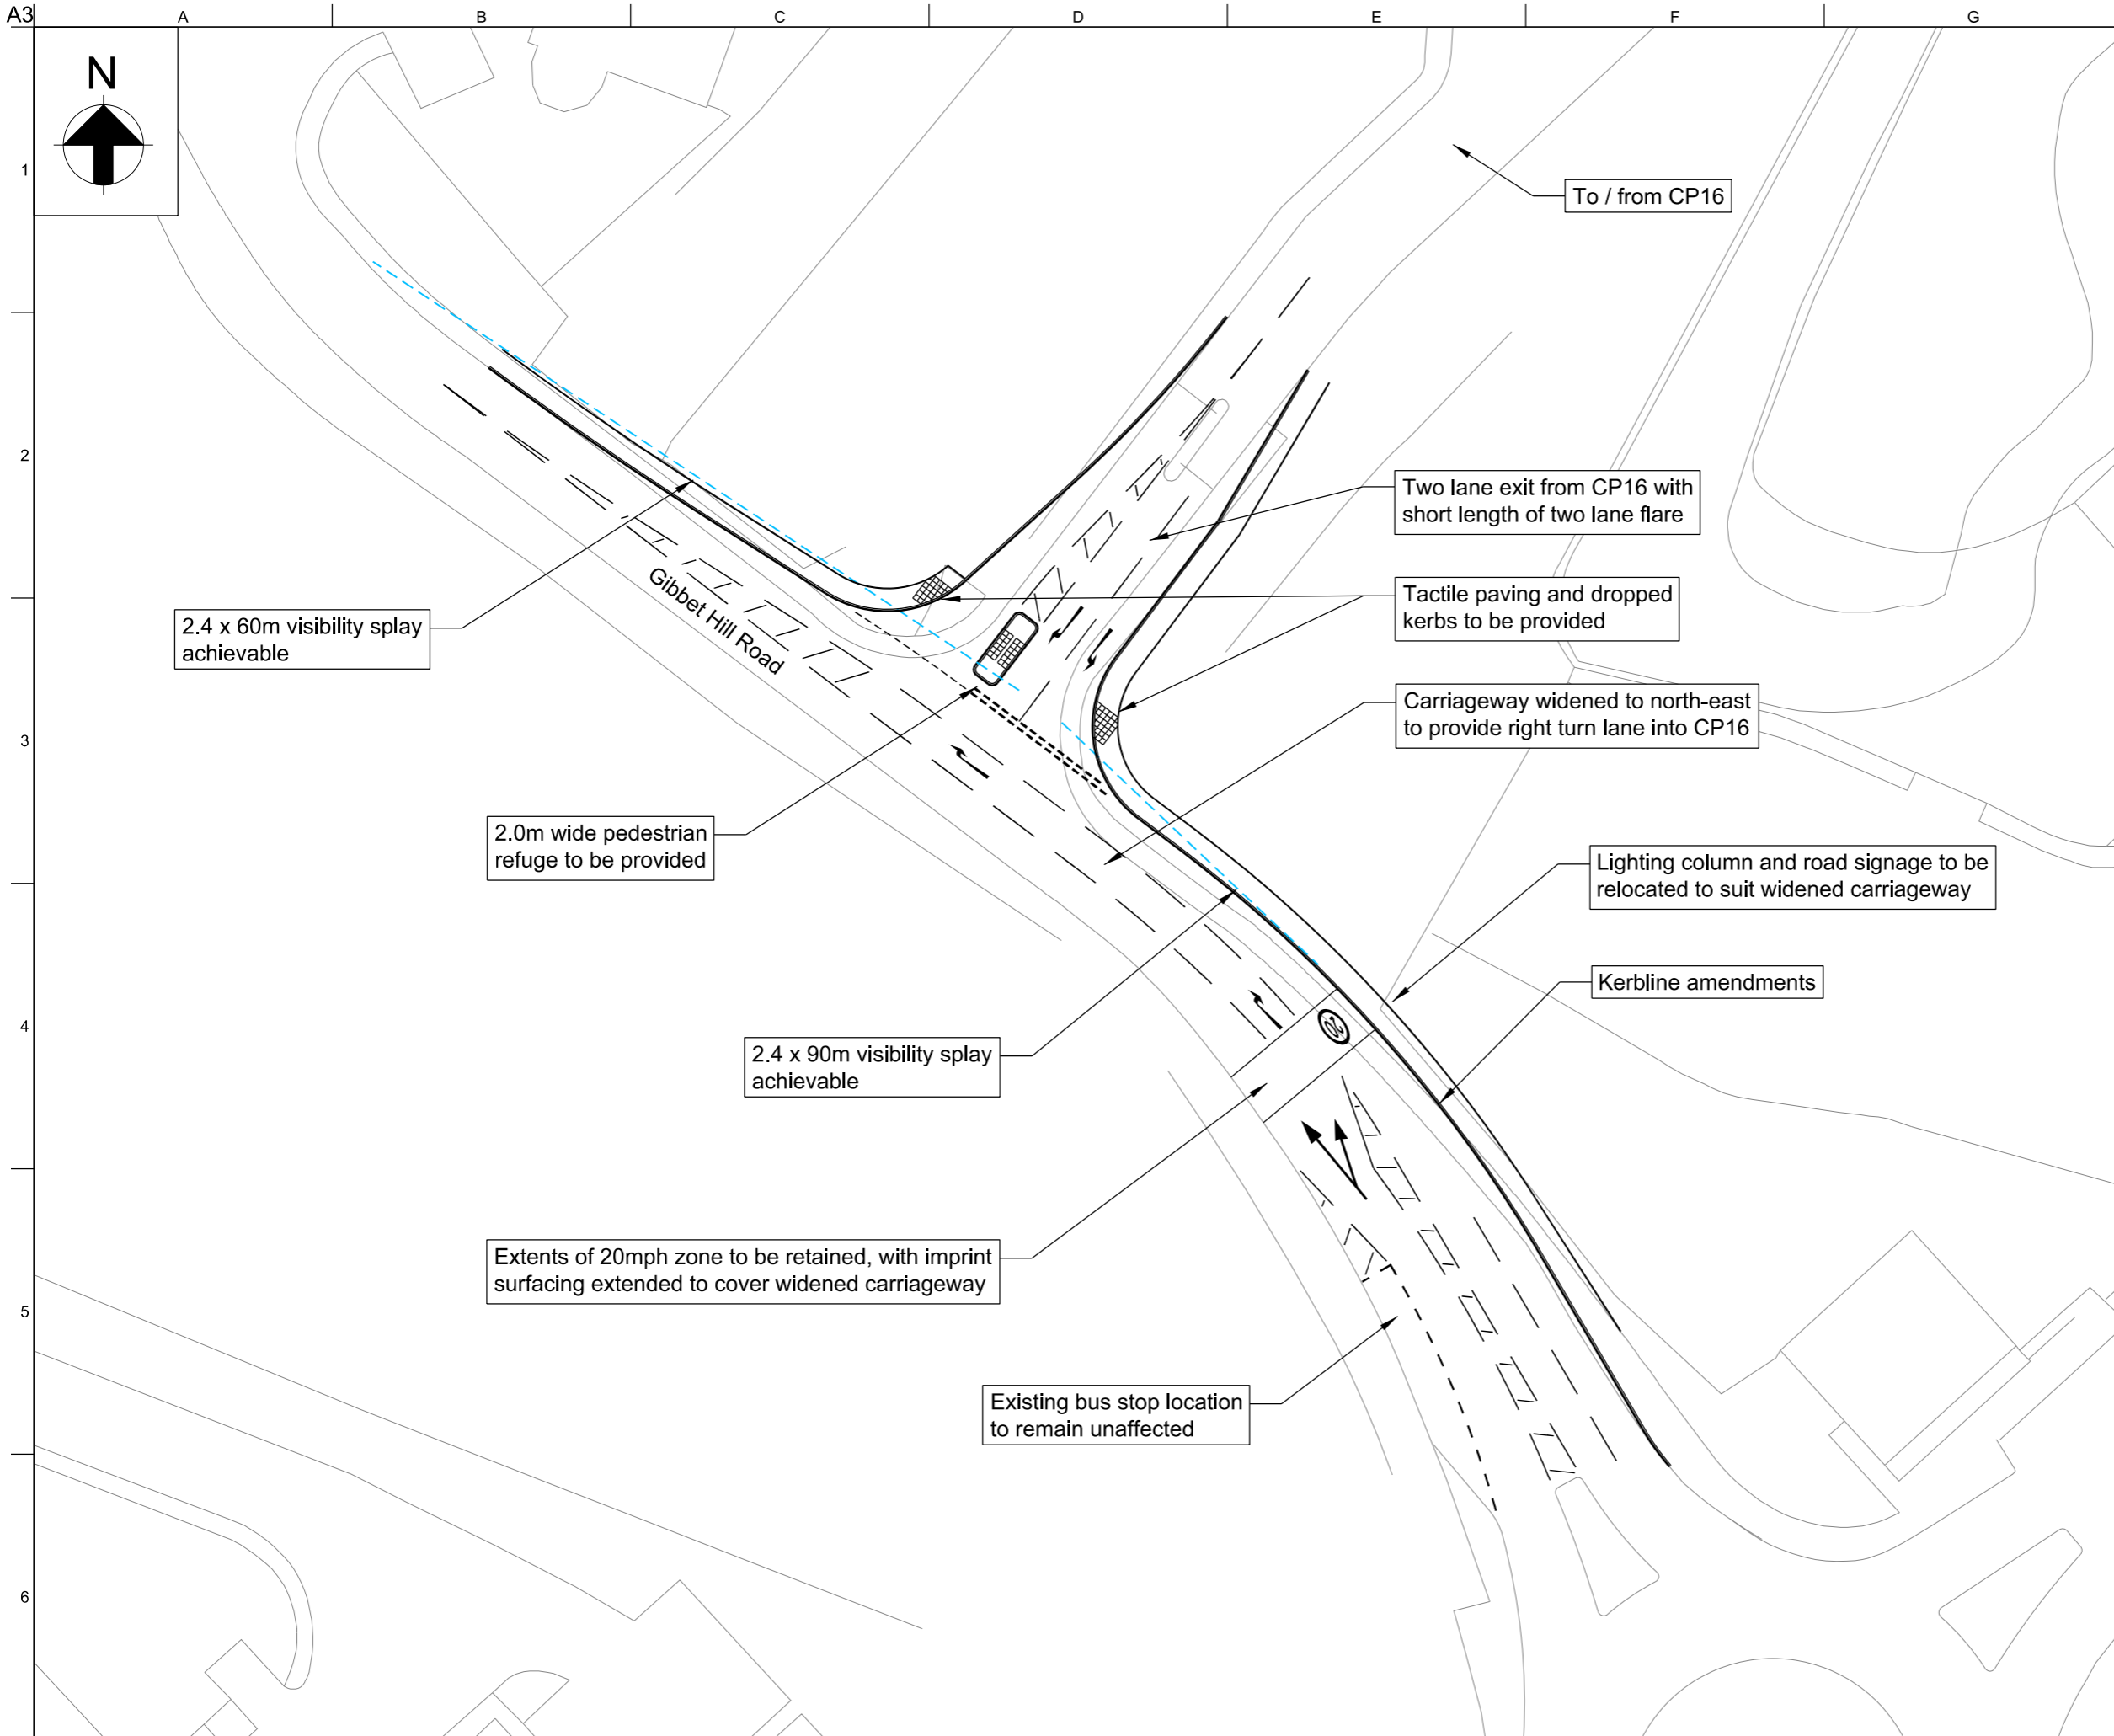 A3
A
B
C
D
E
F
G
N
1
To / from CP16
2
Two lane exit from CP16 with
short length of two lane flare
Gibbet Hill Road
Tactile paving and dropped
kerbs to be provided
2.4 x 60m visibility splay
achievable
Carriageway widened to north-east
to provide right turn lane into CP16
3
2.0m wide pedestrian
refuge to be provided
Lighting column and road signage to be
relocated to suit widened carriageway
Kerbline amendments
4
20
2.4 x 90m visibility splay
achievable
Extents of 20mph zone to be retained, with imprint
surfacing extended to cover widened carriageway
5
Existing bus stop location
to remain unaffected
6